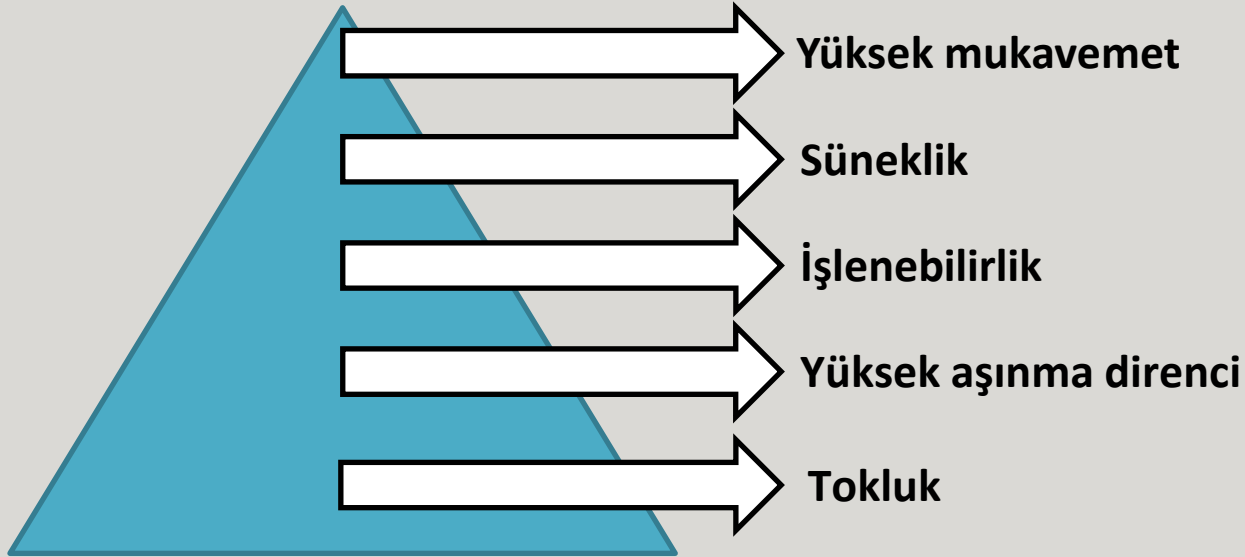 Yüksek mukavemet
Süneklik
İşlenebilirlik
Yüksek aşınma direnci
Tokluk